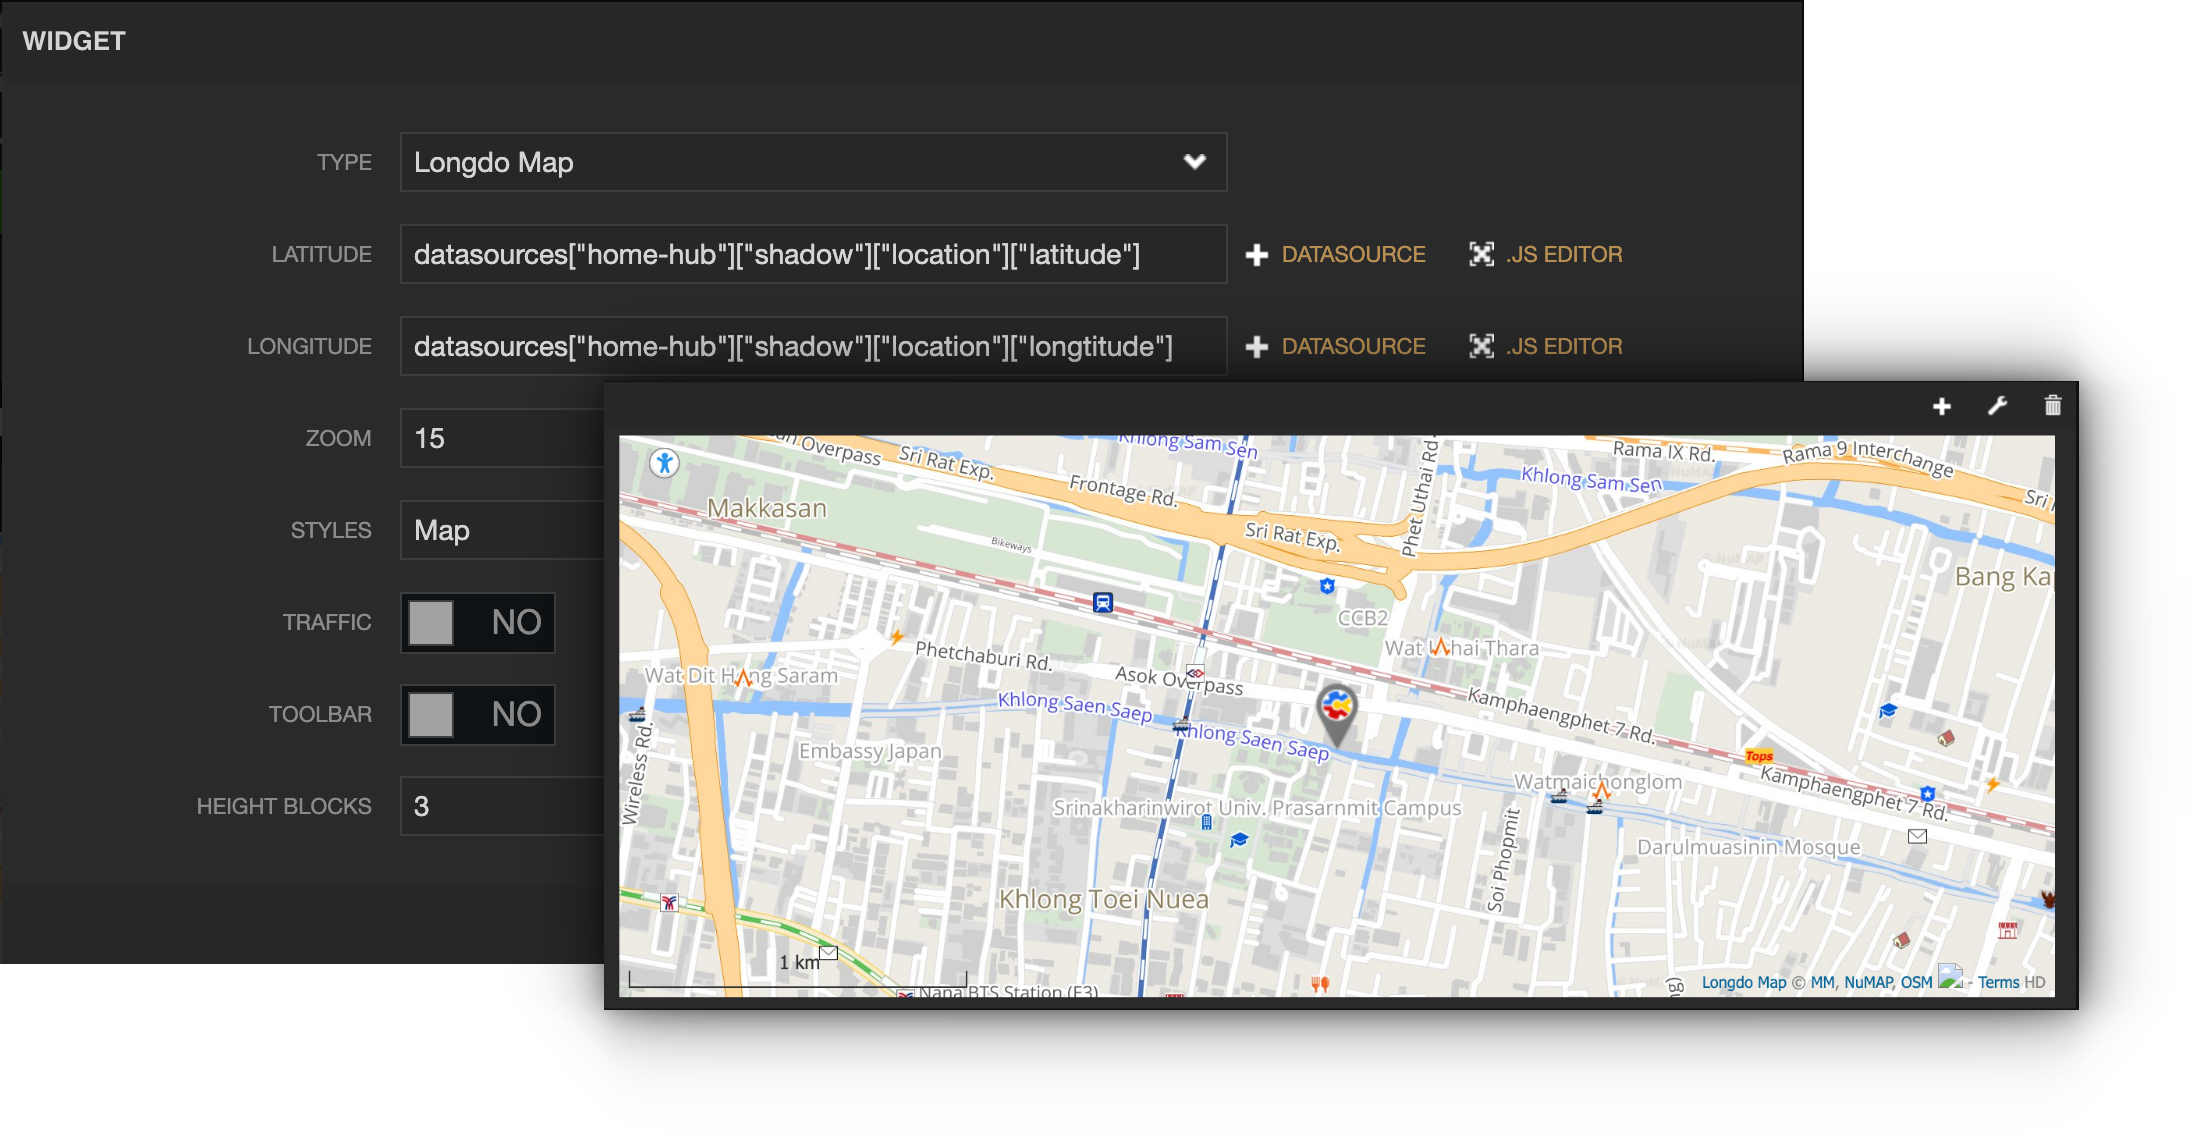 WIDGET
TYPE
Longdo Map
LATITUDE
datasources["home-hub"]["shadow"]["location"]["latitude"]
DATASOURCE
.JS EDITOR
LONGITUDE
datasources["home-hub"]["shadow"]["location"]["longtitude"]
DATASOURCE
.JS EDITOR
ZOOM
15
STYLES
Map
TRAFFIC
NO
TOOLBAR
NO
HEIGHT BLOCKS
3
Overpass
Sri Rat Exp.
Khlong Sam Sen
Rama IX Rd.
Rama 9 Interchange
Frontage Rd.
Phet Uthai Rd.
Khlong Sam Sen
Sri
Makkasan
Sri Rat Exp.
Bikeways
Bang Ka
CCB2
Phetchaburi Rd.
Wat Uthai Thara
Asok Overpass
Kamphaengphet 7 Rd.
Khlong Saen Saep
Khlong Saen Saep
Embassy Japan
Wireless Rd.
Tops
Kamphaengphet 7 Rd.
Watmaichonglom
Srinakharinwirot Univ. Prasarnmit Campus
Soi Phopmit
Darulmuasinin Mosque
Khlong Toei Nuea
1 km
Nana BTS Station (E3)
Longdo Map © MM, NuMAP, OSM - Terms HD